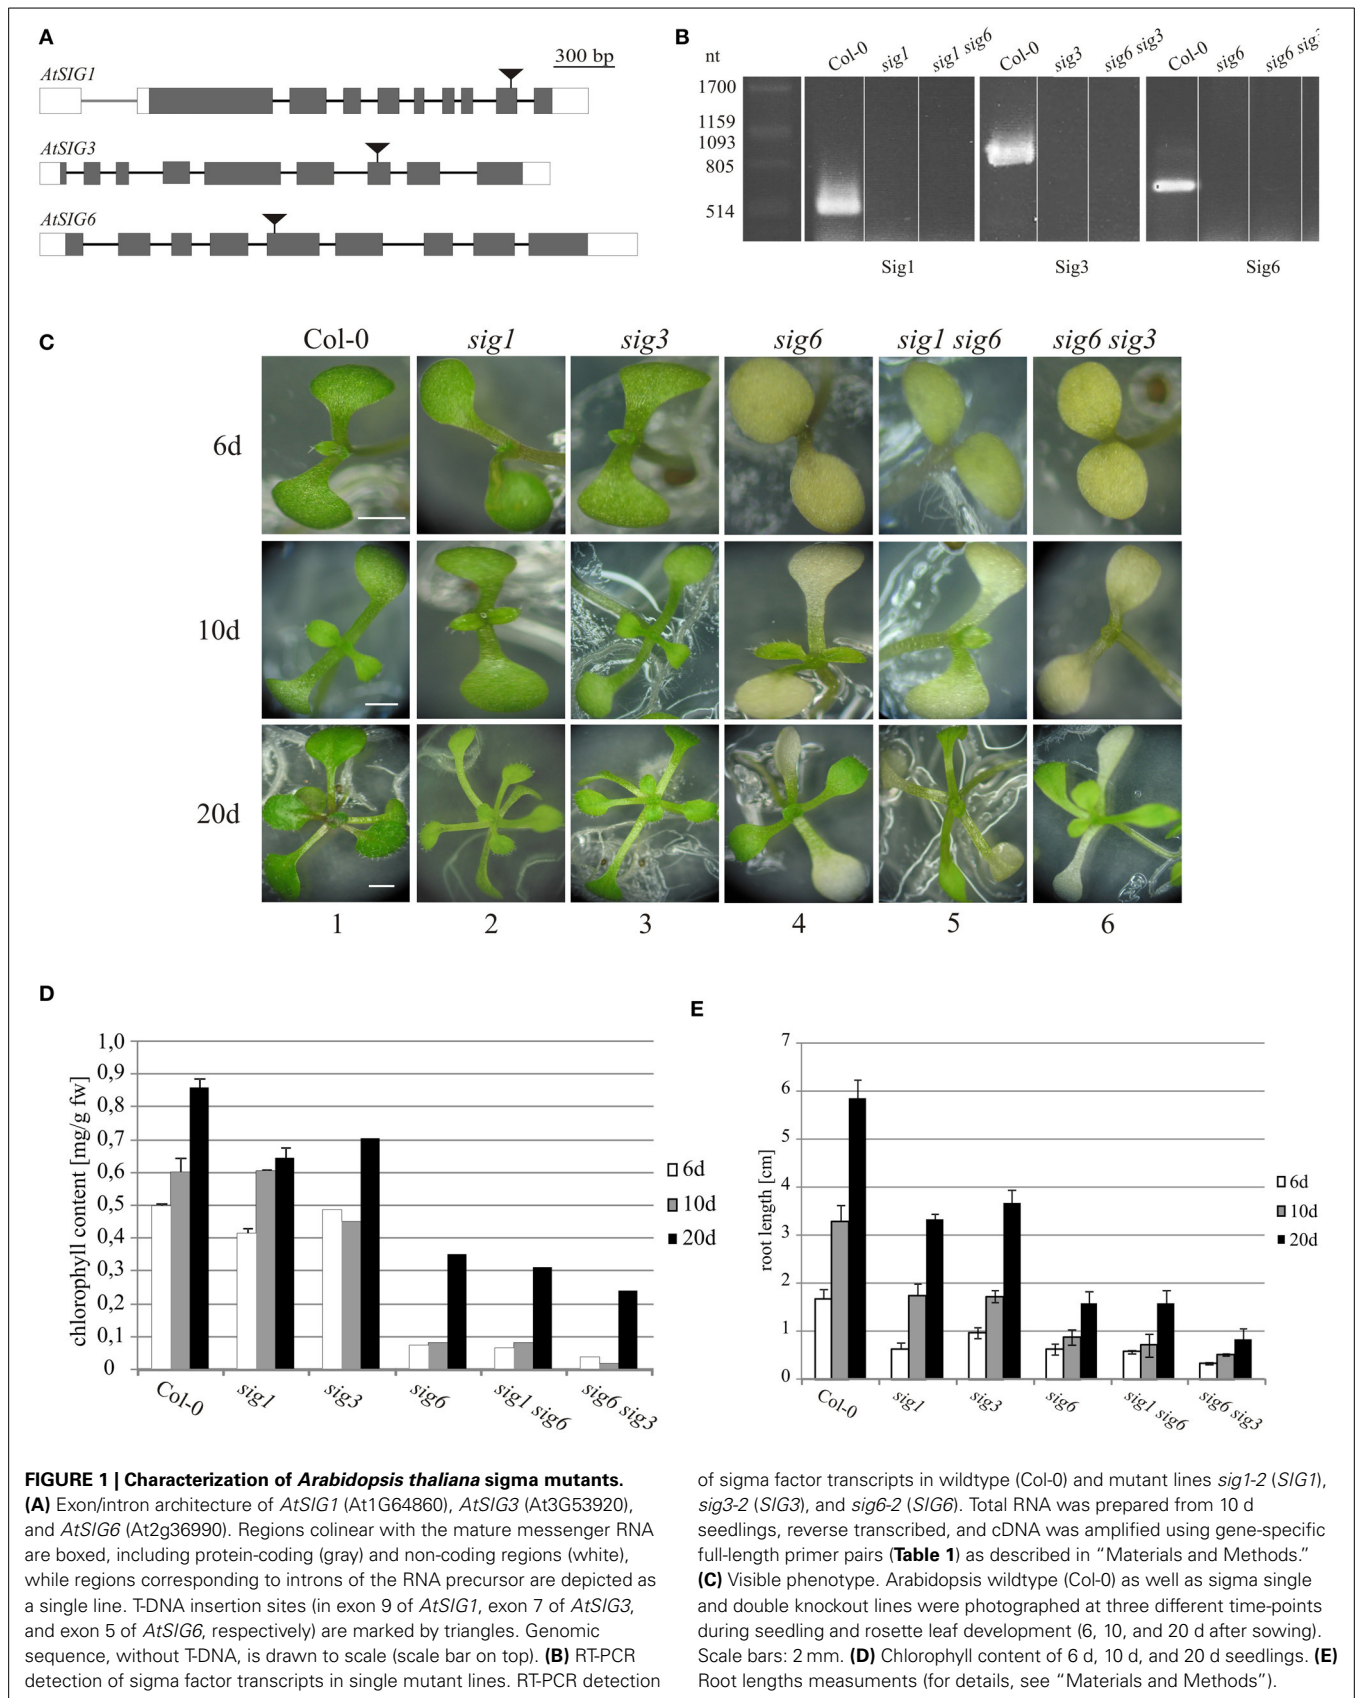 A
300 bp
AtSIG1
AtSIG3
AtSIG6
B
nt
Col-0 sig1 sig1 sig6 Col-0 sig3 sig6 sig3 Col-0 sig6 sig6
1700
1159
1093
805
514
Sig1 Sig3 Sig6
C
Col-0 sig1 sig3 sig6 sig1 sig6 sig6 sig3
6d
10d
20d
1 2 3 4 5 6
D
chlorophyll content [mg/g fw]
1,0
0,9
0,8
0,7
0,6
0,5
0,4
0,3
0,2
0,1
0
6d
10d
20d
Col-0 sig1 sig3 sig6 sig1 sig6 sig6 sig3
E
root length [cm]
7
6
5
4
3
2
1
0
6d
10d
20d
Col-0 sig1 sig3 sig6 sig1 sig6 sig6 sig3
FIGURE 1 | Characterization of Arabidopsis thaliana sigma mutants.
(A) Exon/intron architecture of AtSIG1 (At1G64860), AtSIG3 (At3G53920),
and AtSIG6 (At2g36990). Regions colinear with the mature messenger RNA
are boxed, including protein-coding (gray) and non-coding regions (white),
while regions corresponding to introns of the RNA precursor are depicted as
a single line. T-DNA insertion sites (in exon 9 of AtSIG1, exon 7 of AtSIG3,
and exon 5 of AtSIG6, respectively) are marked by triangles. Genomic
sequence, without T-DNA, is drawn to scale (scale bar on top). (B) RT-PCR
detection of sigma factor transcripts in single mutant lines. RT-PCR detection
of sigma factor transcripts in wildtype (Col-0) and mutant lines sig1-2 (SIG1),
sig3-2 (SIG3), and sig6-2 (SIG6). Total RNA was prepared from 10 d
seedlings, reverse transcribed, and cDNA was amplified using gene-specific
full-length primer pairs (Table 1) as described in “Materials and Methods.”
(C) Visible phenotype. Arabidopsis wildtype (Col-0) as well as sigma single
and double knockout lines were photographed at three different time-points
during seedling and rosette leaf development (6, 10, and 20 d after sowing).
Scale bars: 2 mm. (D) Chlorophyll content of 6 d, 10 d, and 20 d seedlings. (E)
Root lengths measuments (for details, see “Materials and Methods”).